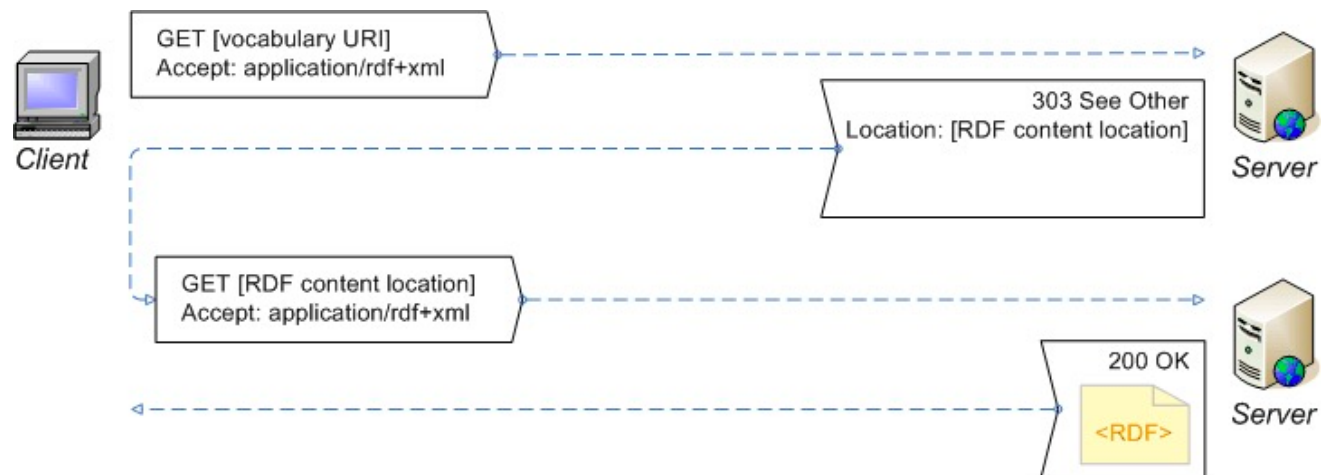 GET [vocabulary URI]
Accept: application/rdf+xml
Client
303 See Other
Location: [RDF content location]
Server
GET [RDF content location]
Accept: application/rdf+xml
200 OK
<RDF>
Server